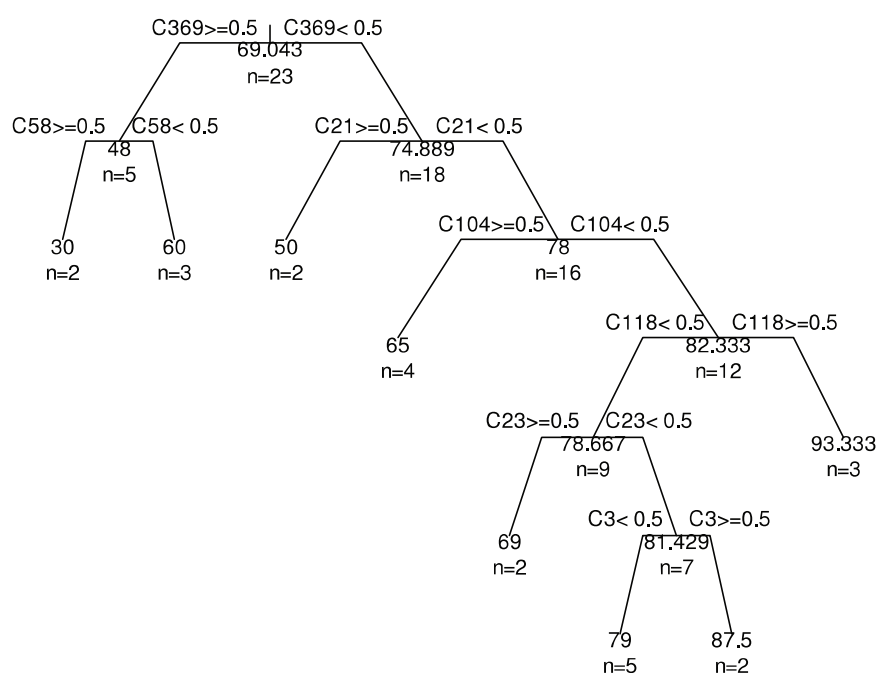 C369>=0.5 C369< 0.5
69.043
n=23
C58>=0.5 C58< 0.5 C21>=0.5 C21< 0.5
48 74.889
n=5 n=18
C104>=0.5 C104< 0.5
30 60 50 78
n=2 n=3 n=2 n=16
C118< 0.5 C118>=0.5
65 82.333
n=4 n=12
C23>=0.5 C23< 0.5
78.667 93.333
n=9 n=3
C3< 0.5 C3>=0.5
69 81.429
n=2 n=7
79 87.5
n=5 n=2